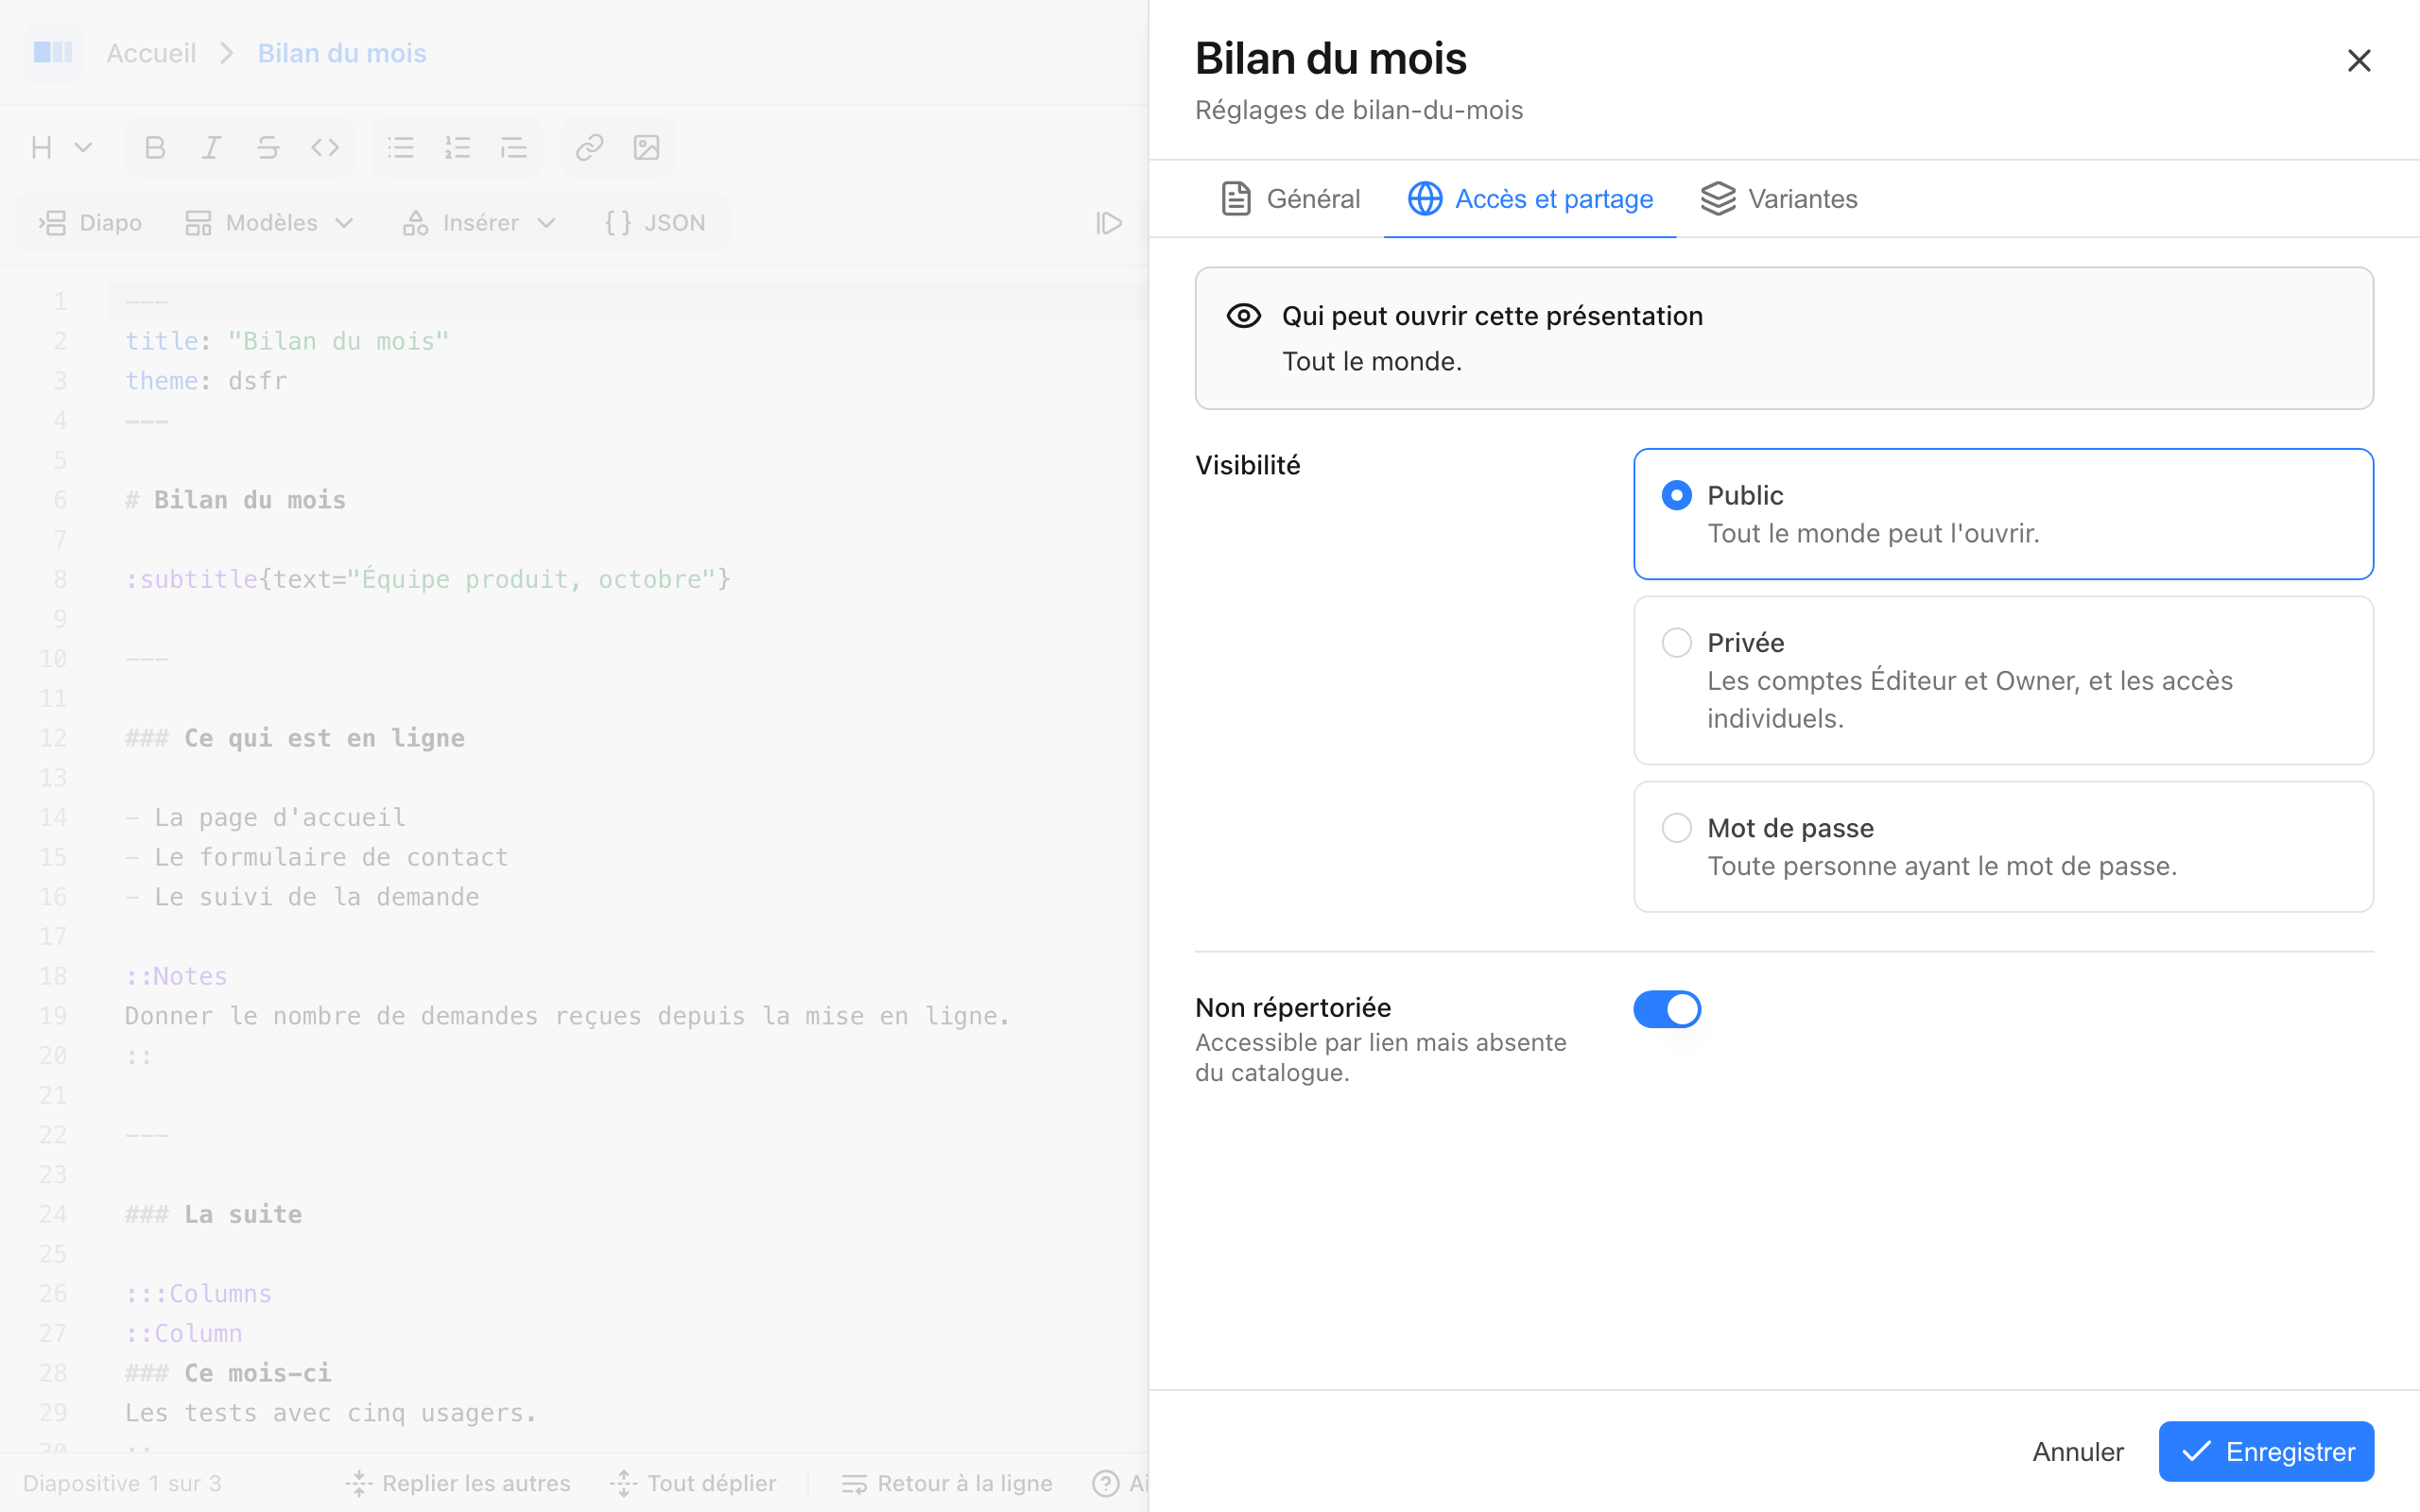 Accueil > Bilan du mois
H
Diapo Modèles Insérer {} JSON
1 ---
2 title: "Bilan du mois"
3 theme: dsfr
4 ---
5
6 # Bilan du mois
7
8 :subtitle{text="Équipe produit, octobre"}
9
10 ---
11
12 ### Ce qui est en ligne
13
14 - La page d'accueil
15 - Le formulaire de contact
16 - Le suivi de la demande
17
18 ::Notes
19 Donner le nombre de demandes reçues depuis la mise en ligne.
20 ::
21
22 ---
23
24 ### La suite
25
26 :::Columns
27 ::Column
28 ### Ce mois-ci
29 Les tests avec cinq usagers.
30 ::
Diapositive 1 sur 3 Replier les autres Tout déplier Retour à la ligne Ai
Bilan du mois
Réglages de bilan-du-mois
Général Accès et partage Variantes
Qui peut ouvrir cette présentation
Tout le monde.
Visibilité
Public
Tout le monde peut l'ouvrir.
Privée
Les comptes Éditeur et Owner, et les accès
individuels.
Mot de passe
Toute personne ayant le mot de passe.
Non répertoriée
Accessible par lien mais absente
du catalogue.
Annuler Enregistrer